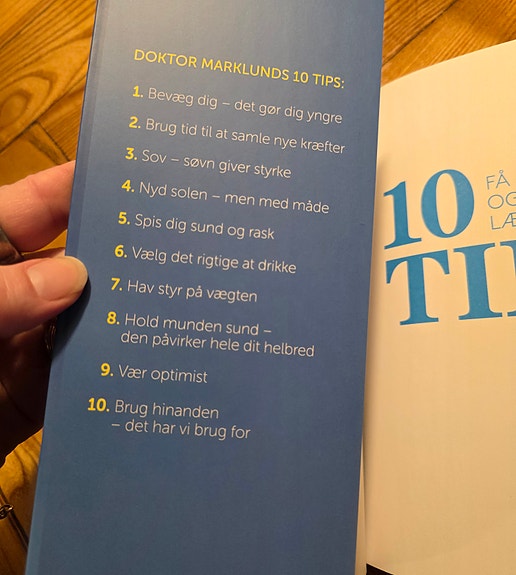 DOKTOR MARKLUNDS 10 TIPS:
1. Bevæg dig – det gør dig yngre
2. Brug tid til at samle nye kræfter
3. Sov – søvn giver styrke
4. Nyd solen – men med måde
5. Spis dig sund og rask
6. Vælg det rigtige at drikke
7. Hav styr på vægten
8. Hold munden sund –
den påvirker hele dit helbred
9. Vær optimist
10. Brug hinanden
– det har vi brug for
10
FÅ
OG